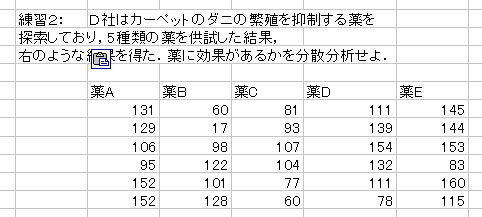 練習2：　D社はカーペットのダニの繁殖を抑制する薬を
探索しており，5種類の薬を供試した結果，
右のような を得た．薬に効果があるかを分散分析せよ．
薬A 薬B 薬C 薬D 薬E
131 60 81 111 145
129 17 93 139 144
106 98 107 154 153
95 122 104 132 83
152 101 77 111 160
152 128 60 78 115